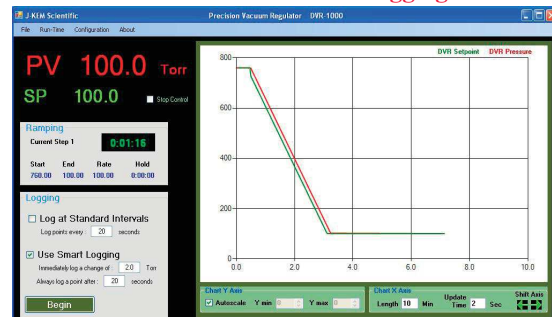 J-KEM Scientific Precision Vacuum Regulator DVR-1000
File Run-Time Configuration About
PV 100.0 Torr
SP 100.0 Stop Control
Ramping
Current Step 1 0:01:16
Start End Rate Hold
760.00 100.00 100.00 0:00:00
Logging
Log at Standard Intervals
Log points every : 20 seconds
Use Smart Logging
Immediately log a change of : 2.0 Torr
Always log a point after : 20 seconds
Begin
DVR Setpoint DVR Pressure
800
600
400
200
0
0.0 2.0 4.0 6.0 8.0 10.0
Chart Y Axis
Autoscale Y min 0 Y max 0
Chart X Axis
Length 10 Min Update Time 2 Sec
Shift Axis